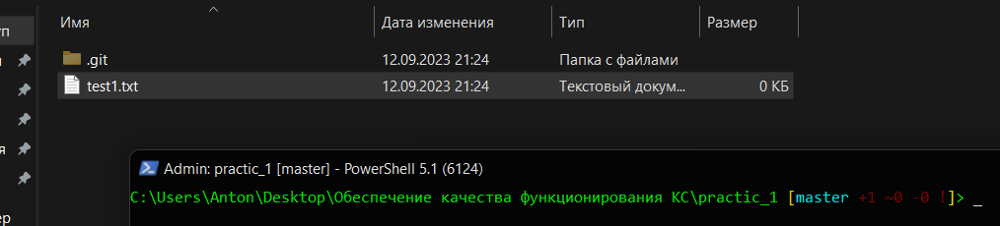 Имя Дата изменения Тип Размер
.git 12.09.2023 21:24 Папка с файлами
test1.txt 12.09.2023 21:24 Текстовый докум... 0 КБ
Admin: practic_1 [master] - PowerShell 5.1 (6124)
C:\Users\Anton\Desktop\Обеспечение качества функционирования КС\practic_1 [master +1 ~0 -0 !]> _